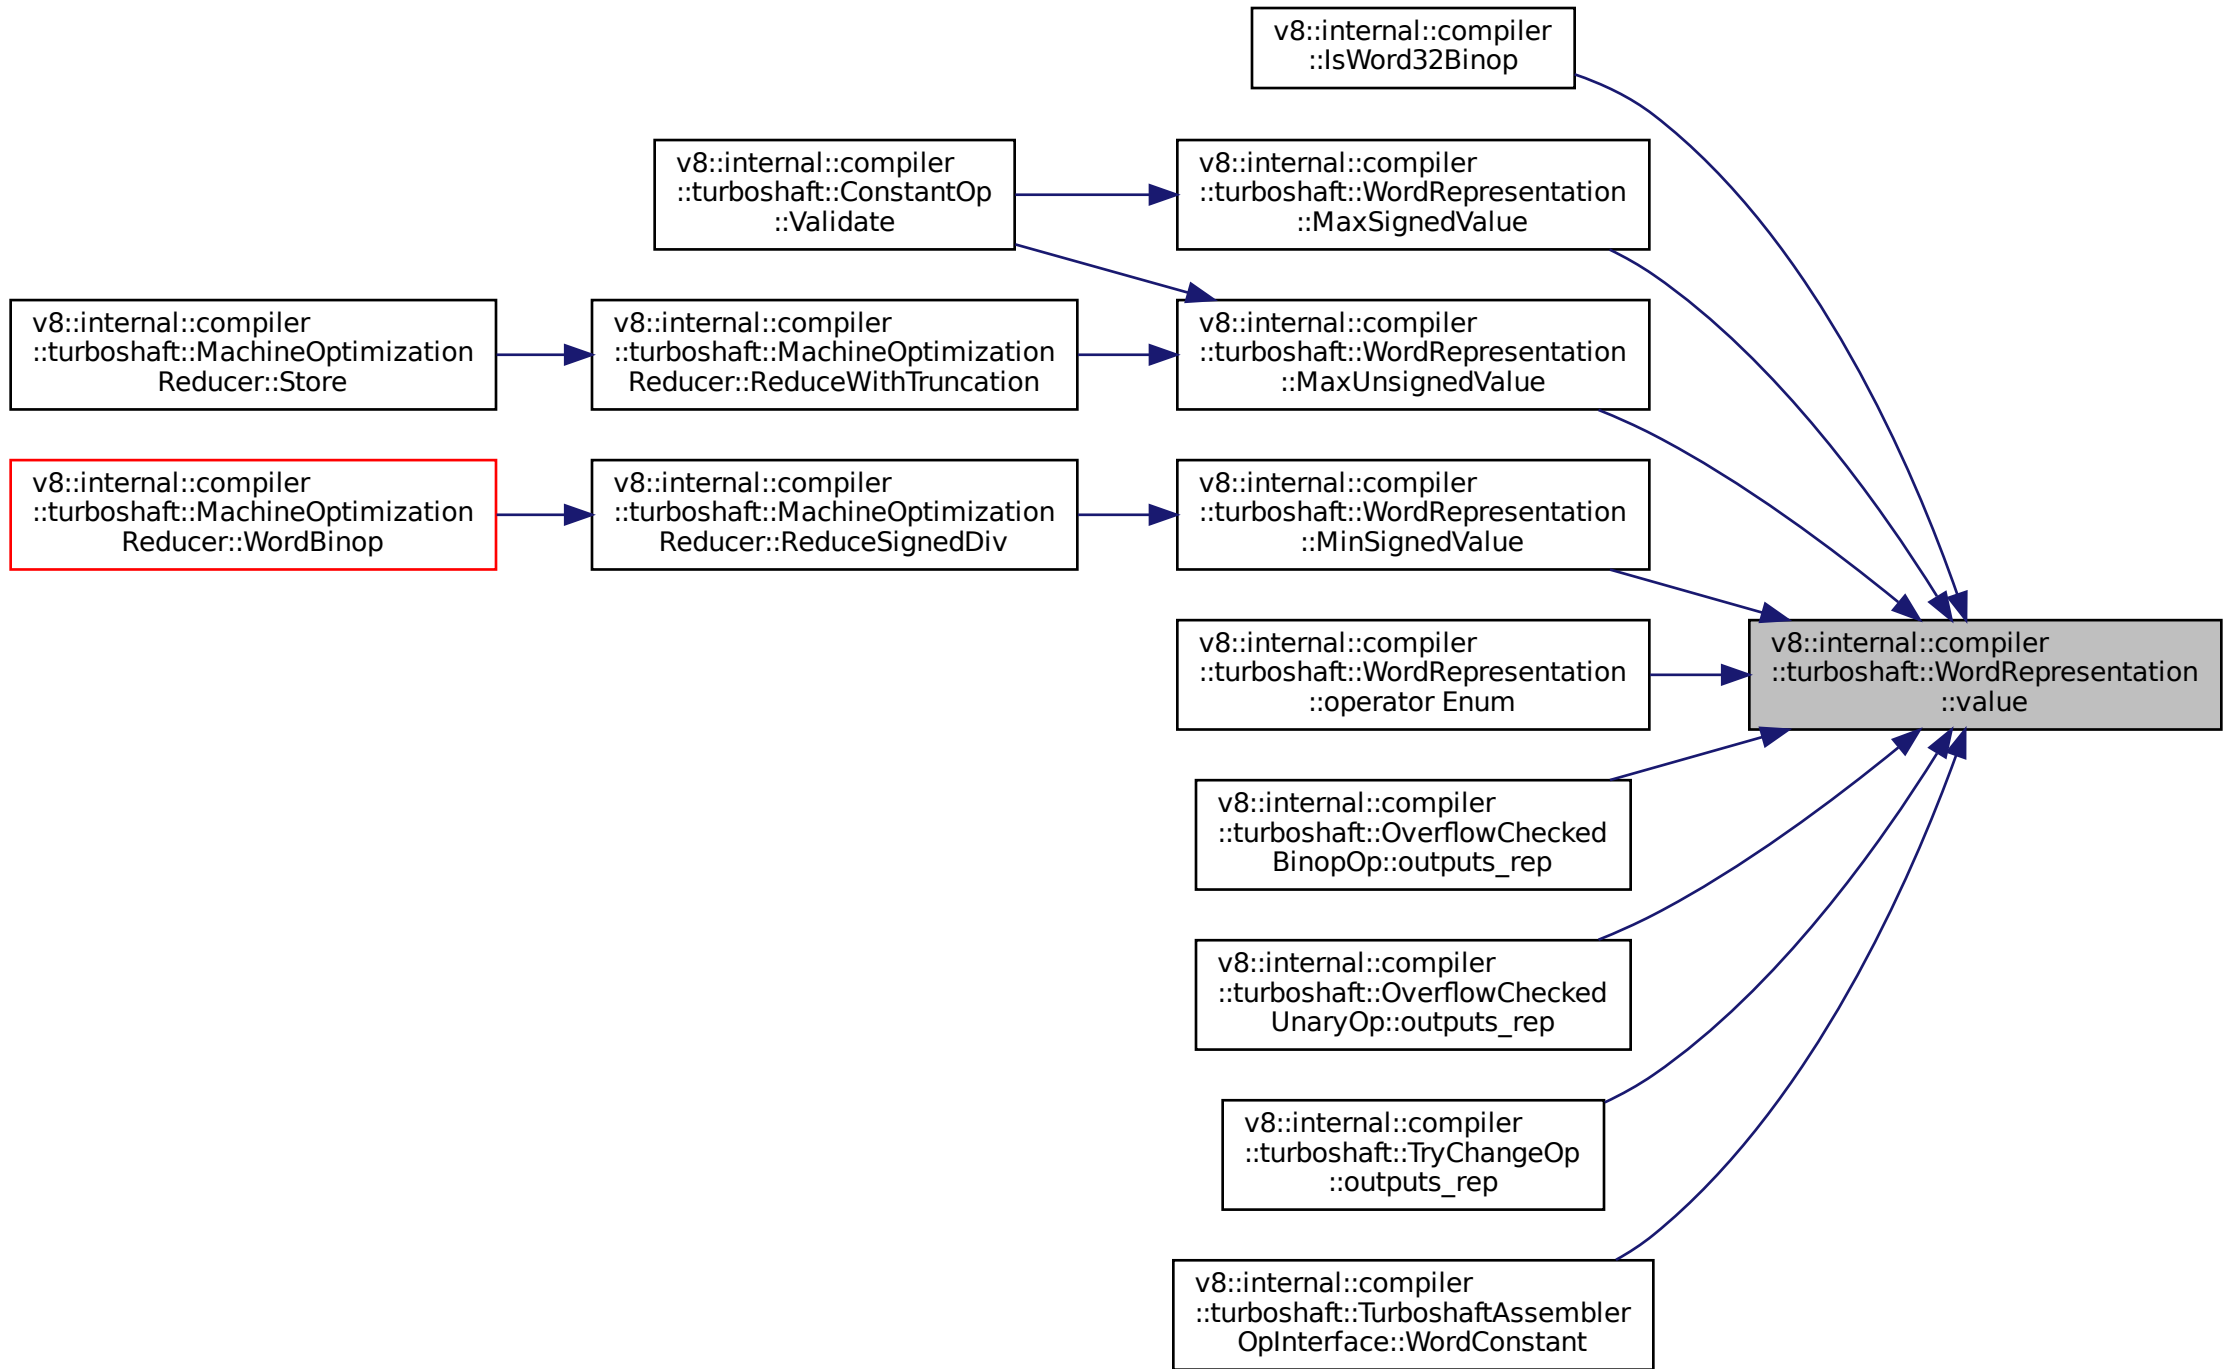 v8::internal::compiler
::IsWord32Binop
v8::internal::compiler
::turboshaft::ConstantOp
::Validate
v8::internal::compiler
::turboshaft::WordRepresentation
::MaxSignedValue
v8::internal::compiler
::turboshaft::MachineOptimization
Reducer::Store
v8::internal::compiler
::turboshaft::MachineOptimization
Reducer::ReduceWithTruncation
v8::internal::compiler
::turboshaft::WordRepresentation
::MaxUnsignedValue
v8::internal::compiler
::turboshaft::MachineOptimization
Reducer::WordBinop
v8::internal::compiler
::turboshaft::MachineOptimization
Reducer::ReduceSignedDiv
v8::internal::compiler
::turboshaft::WordRepresentation
::MinSignedValue
v8::internal::compiler
::turboshaft::WordRepresentation
::operator Enum
v8::internal::compiler
::turboshaft::WordRepresentation
::value
v8::internal::compiler
::turboshaft::OverflowChecked
BinopOp::outputs_rep
v8::internal::compiler
::turboshaft::OverflowChecked
UnaryOp::outputs_rep
v8::internal::compiler
::turboshaft::TryChangeOp
::outputs_rep
v8::internal::compiler
::turboshaft::TurboshaftAssembler
OpInterface::WordConstant